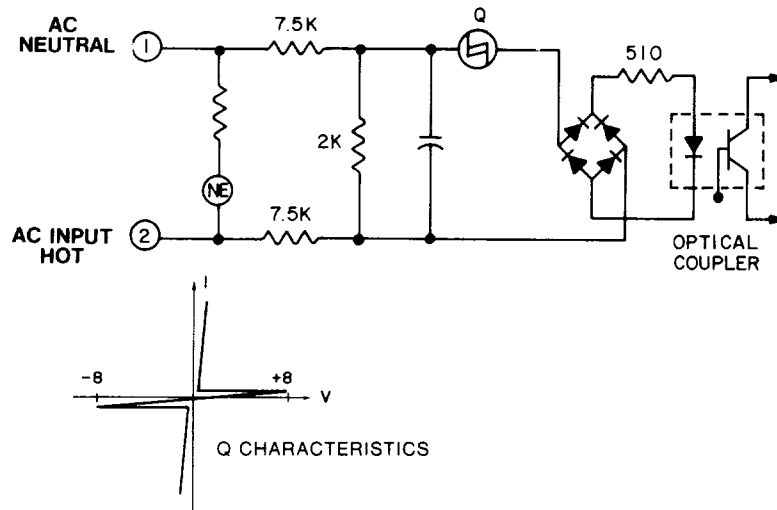 AC
NEUTRAL
1
7.5K
Q
510
2K
NE
7.5K
AC INPUT
HOT
2
OPTICAL
COUPLER
I
-8
+8
V
Q CHARACTERISTICS